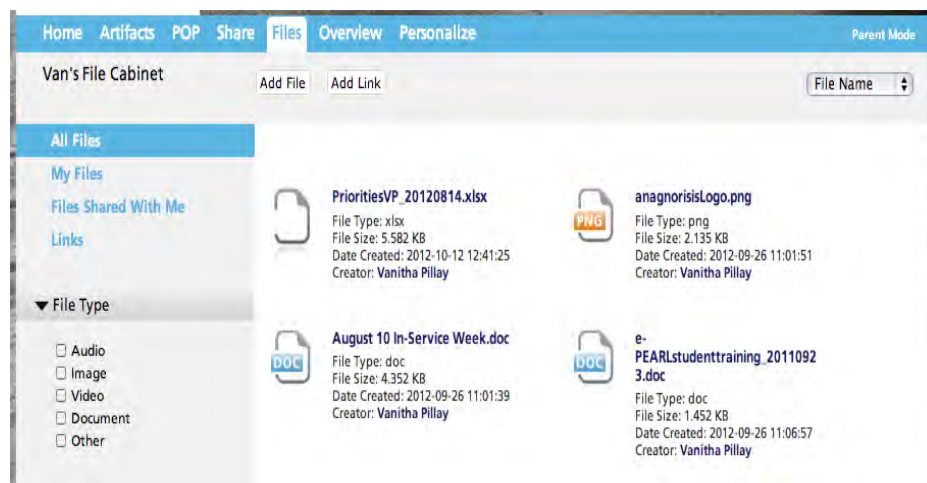 Home Artifacts POP Share Files Overview Personalize Parent Mode
Van's File Cabinet
Add File Add Link File Name
All Files
My Files
Files Shared With Me
Links
File Type
Audio
Image
Video
Document
Other
PrioritiesVP_20120814.xlsx
File Type: xlsx
File Size: 5.582 KB
Date Created: 2012-10-12 12:41:25
Creator: Vanitha Pillay
PNG
anagnorisisLogo.png
File Type: png
File Size: 2.135 KB
Date Created: 2012-09-26 11:01:51
Creator: Vanitha Pillay
DOC
August 10 In-Service Week.doc
File Type: doc
File Size: 4.352 KB
Date Created: 2012-09-26 11:01:39
Creator: Vanitha Pillay
DOC
e-
PEARLstudenttraining_2011092
3.doc
File Type: doc
File Size: 1.452 KB
Date Created: 2012-09-26 11:06:57
Creator: Vanitha Pillay